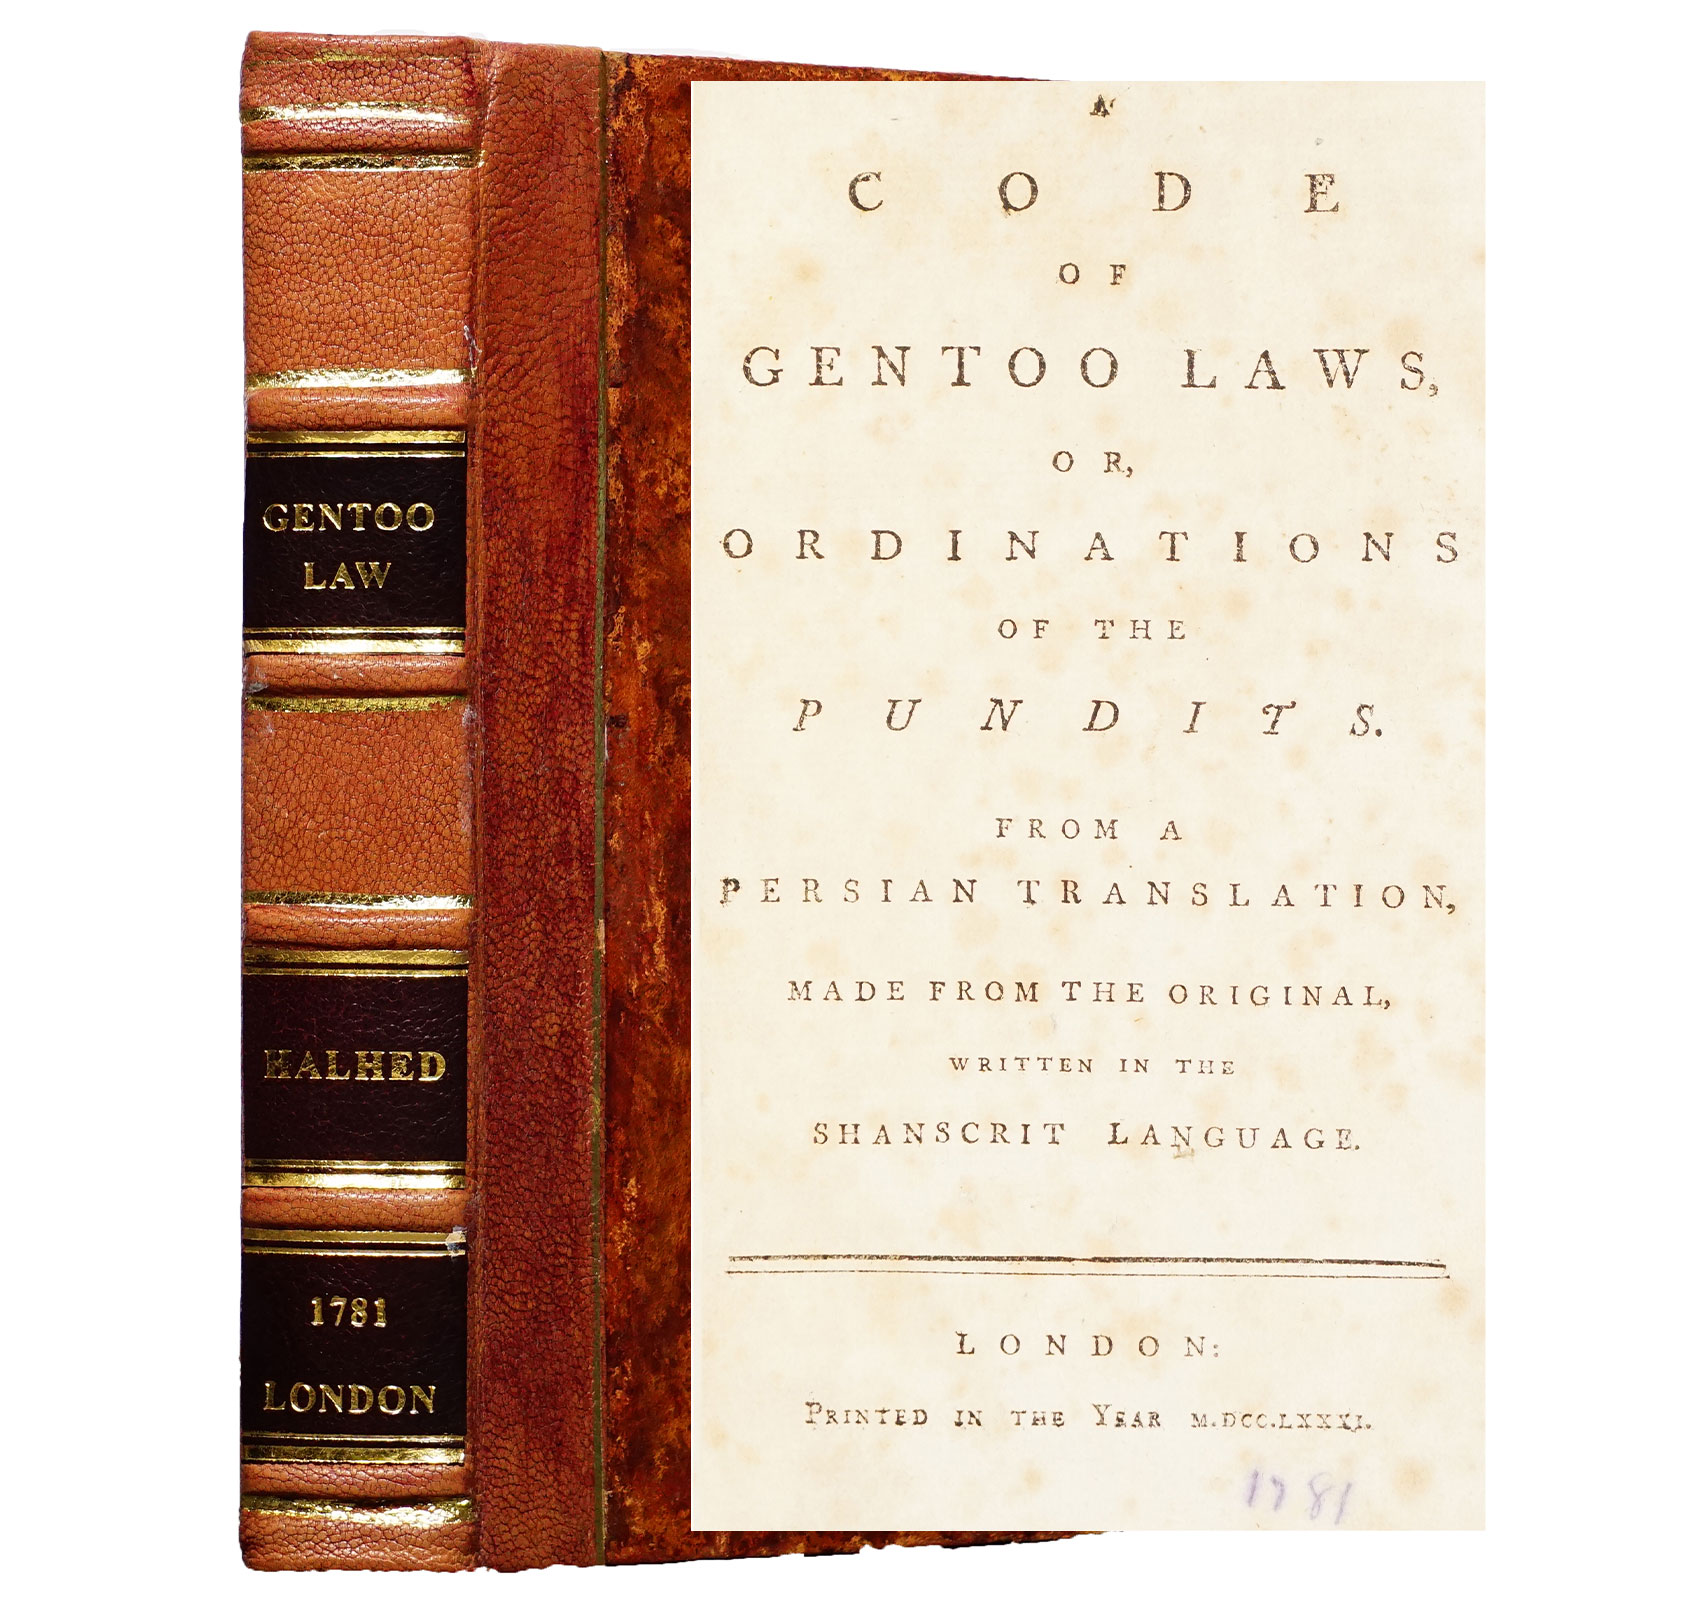 GENTOO
LAW
HALHED
1781
LONDON
A
CODE
OF
GENTOO LAWS,
OR,
ORDINATIONS
OF THE
PUNDITS.
FROM A
PERSIAN TRANSLATION,
MADE FROM THE ORIGINAL,
WRITTEN IN THE
SHANSCRIT LANGUAGE.
LONDON:
PRINTED IN THE YEAR M.DCC.LXXXI.
1781